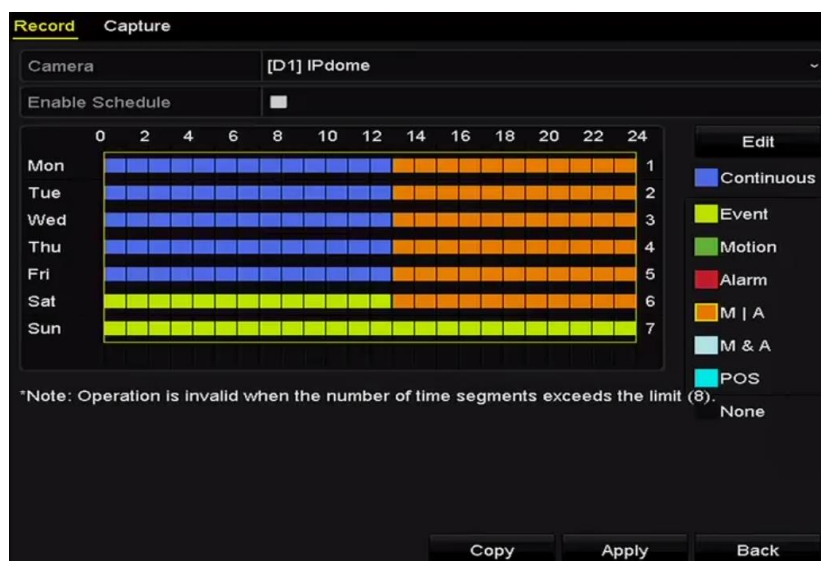 Record Capture
Camera [D1] IPdome
Enable Schedule
0 2 4 6 8 10 12 14 16 18 20 22 24
Edit
Mon 1
Continuous
Tue 2
Wed 3
Event
Thu 4
Motion
Fri 5
Alarm
Sat 6
M | A
Sun 7
M & A
POS
*Note: Operation is invalid when the number of time segments exceeds the limit (8).
None
Copy Apply Back